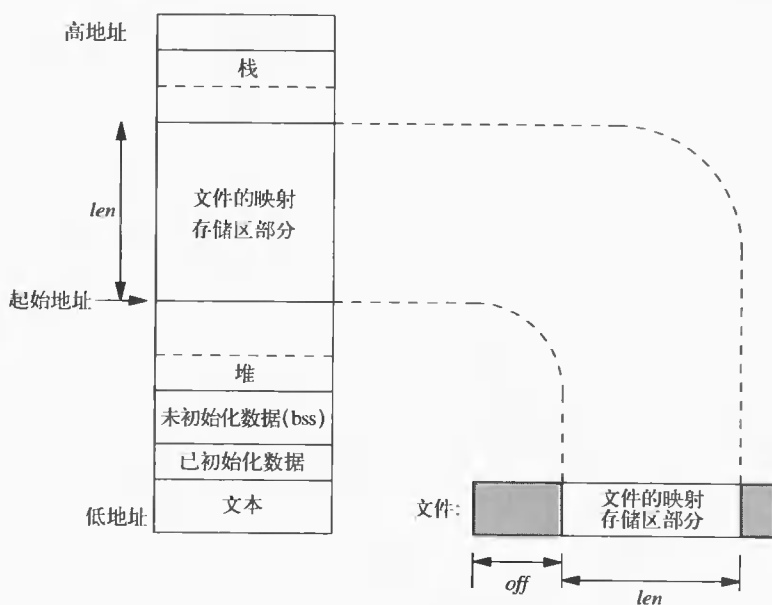 高地址
栈
len
文件的映射
存储区部分
起始地址
堆
未初始化数据(bss)
已初始化数据
文本
低地址
文件:
文件的映射
存储区部分
off
len